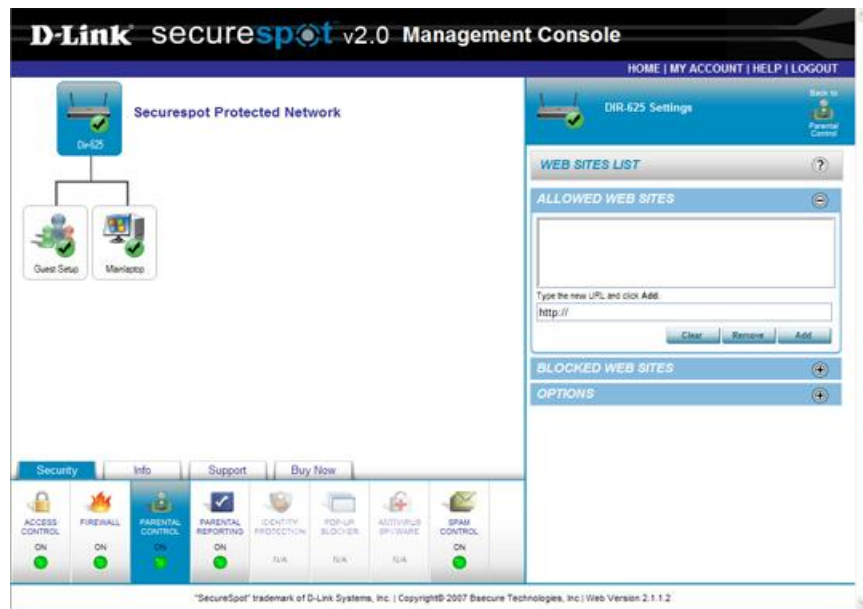 D-Link securespot v2.0 Management Console
HOME | MY ACCOUNT | HELP | LOGOUT
Dir-625
Securespot Protected Network
Guest Setup
Mainlaptop
DIR-625 Settings
Back to
Parental
Control
WEB SITES LIST
?
ALLOWED WEB SITES
Type the new URL and click Add.
http://
Clear
Remove
Add
BLOCKED WEB SITES
OPTIONS
Security
Info
Support
Buy Now
ACCESS
CONTROL
ON
FIREWALL
ON
PARENTAL
CONTROL
ON
PARENTAL
REPORTING
ON
IDENTITY
PROTECTION
N/A
POP-UP
BLOCKER
N/A
ANTIVIRUS
SPYWARE
N/A
SPAM
CONTROL
ON
"SecureSpot" trademark of D-Link Systems, Inc. | Copyright© 2007 Bsecure Technologies, Inc.| Web Version 2.1.1.2